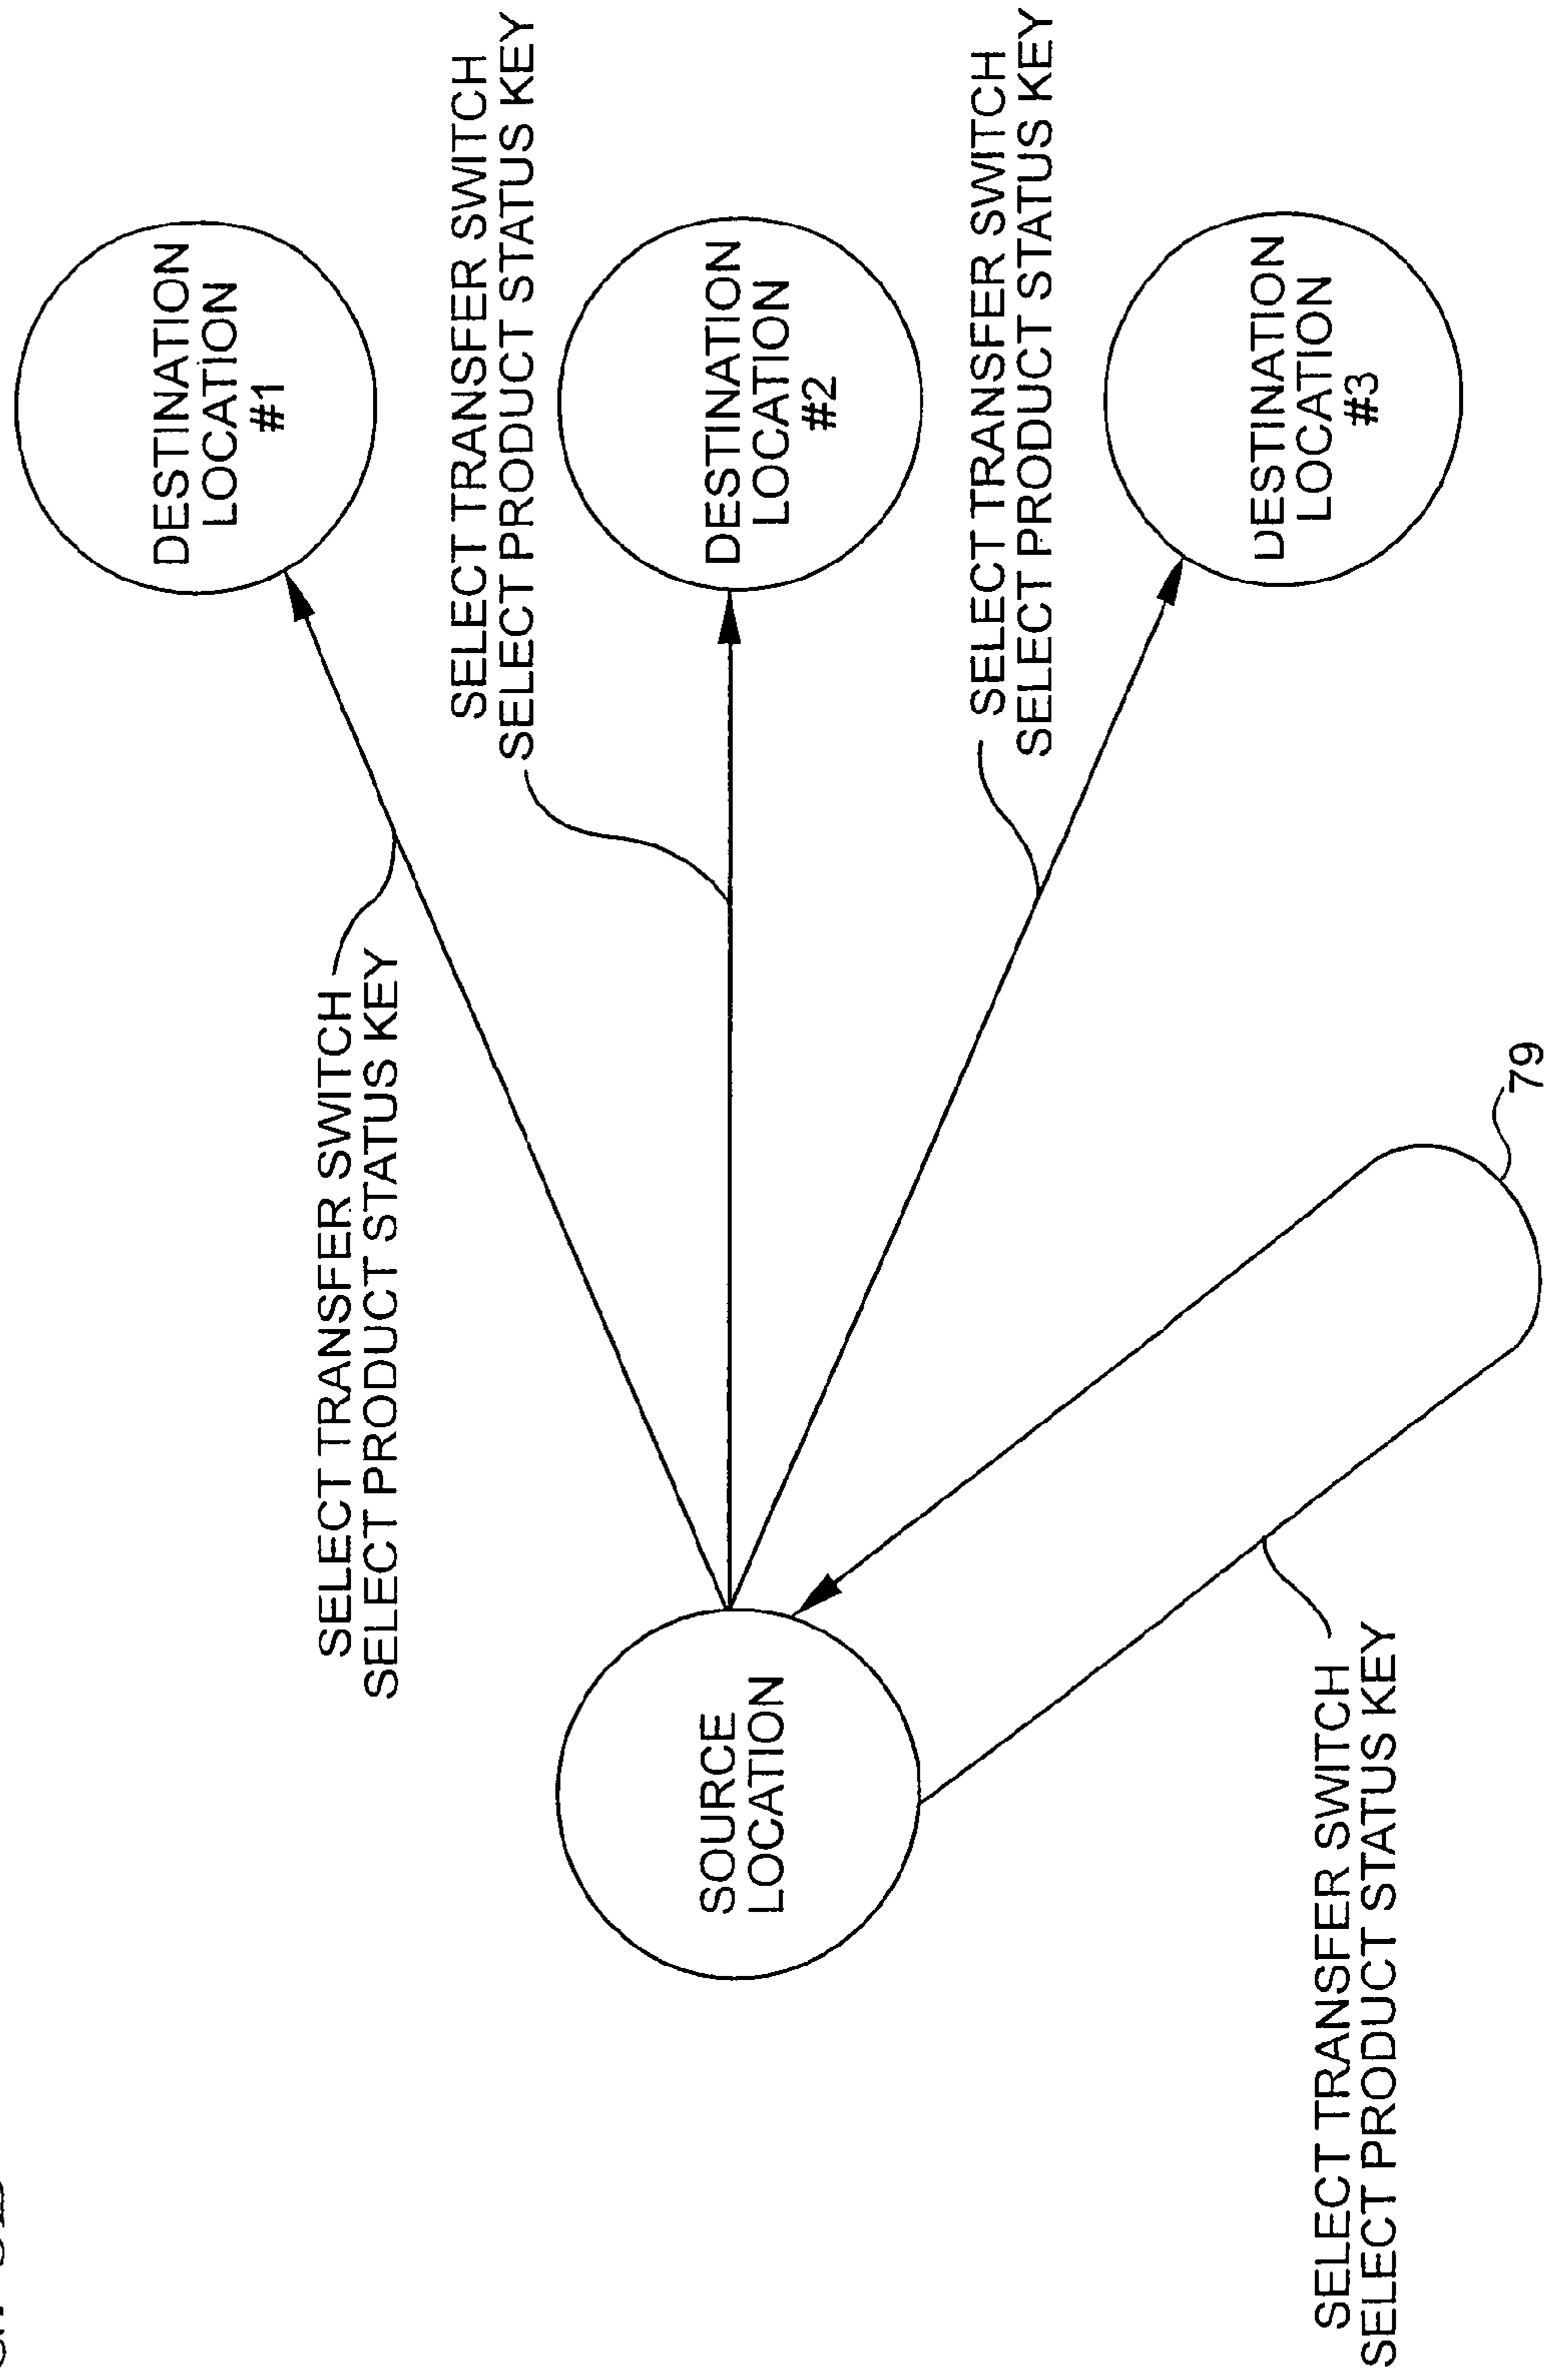 SELECT TRANSFER SWITCH
SELECT PRODUCT STATUS KEY
DESTINATION
LOCATION
#1
SELECT TRANSFER SWITCH
SELECT PRODUCT STATUS KEY
SOURCE
LOCATION
DESTINATION
LOCATION
#2
SELECT TRANSFER SWITCH
SELECT PRODUCT STATUS KEY
DESTINATION
LOCATION
#3
SELECT TRANSFER SWITCH
SELECT PRODUCT STATUS KEY
79